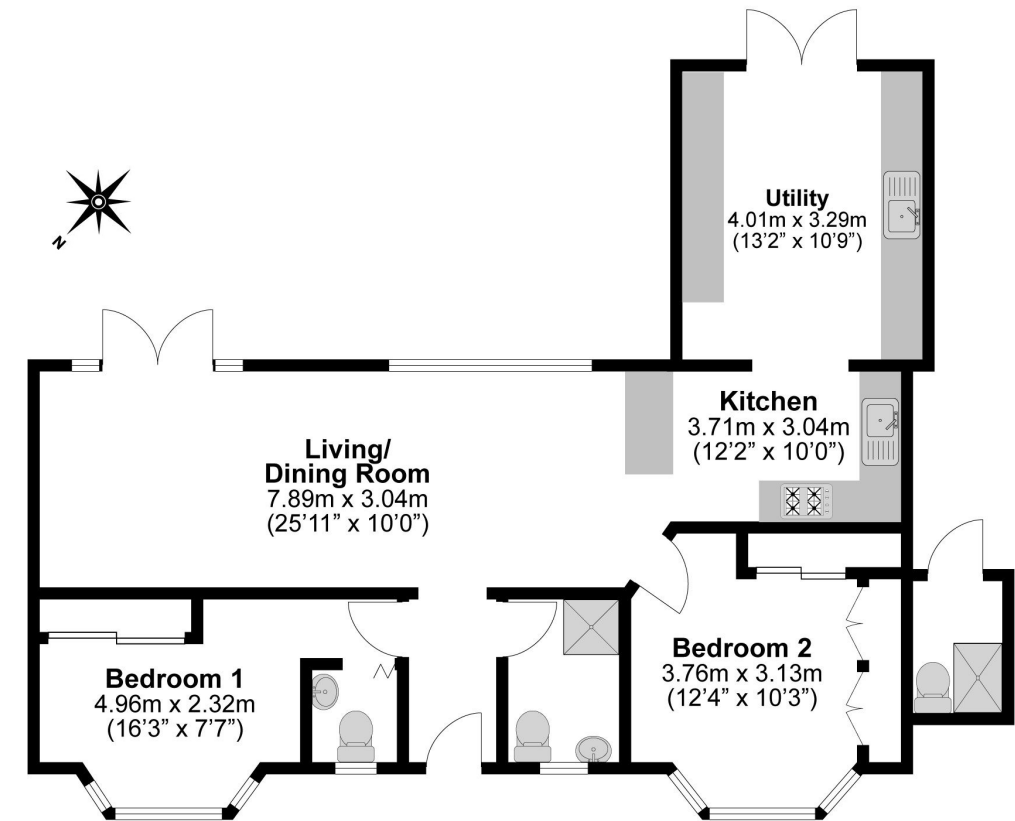 Utility
4.01m x 3.29m
(13’2” x 10’9”)
N
Kitchen
3.71m x 3.04m
(12’2” x 10’0”)
Living/
Dining Room
7.89m x 3.04m
(25’11” x 10’0”)
Bedroom 1
4.96m x 2.32m
(16’3” x 7’7”)
Bedroom 2
3.76m x 3.13m
(12’4” x 10’3”)